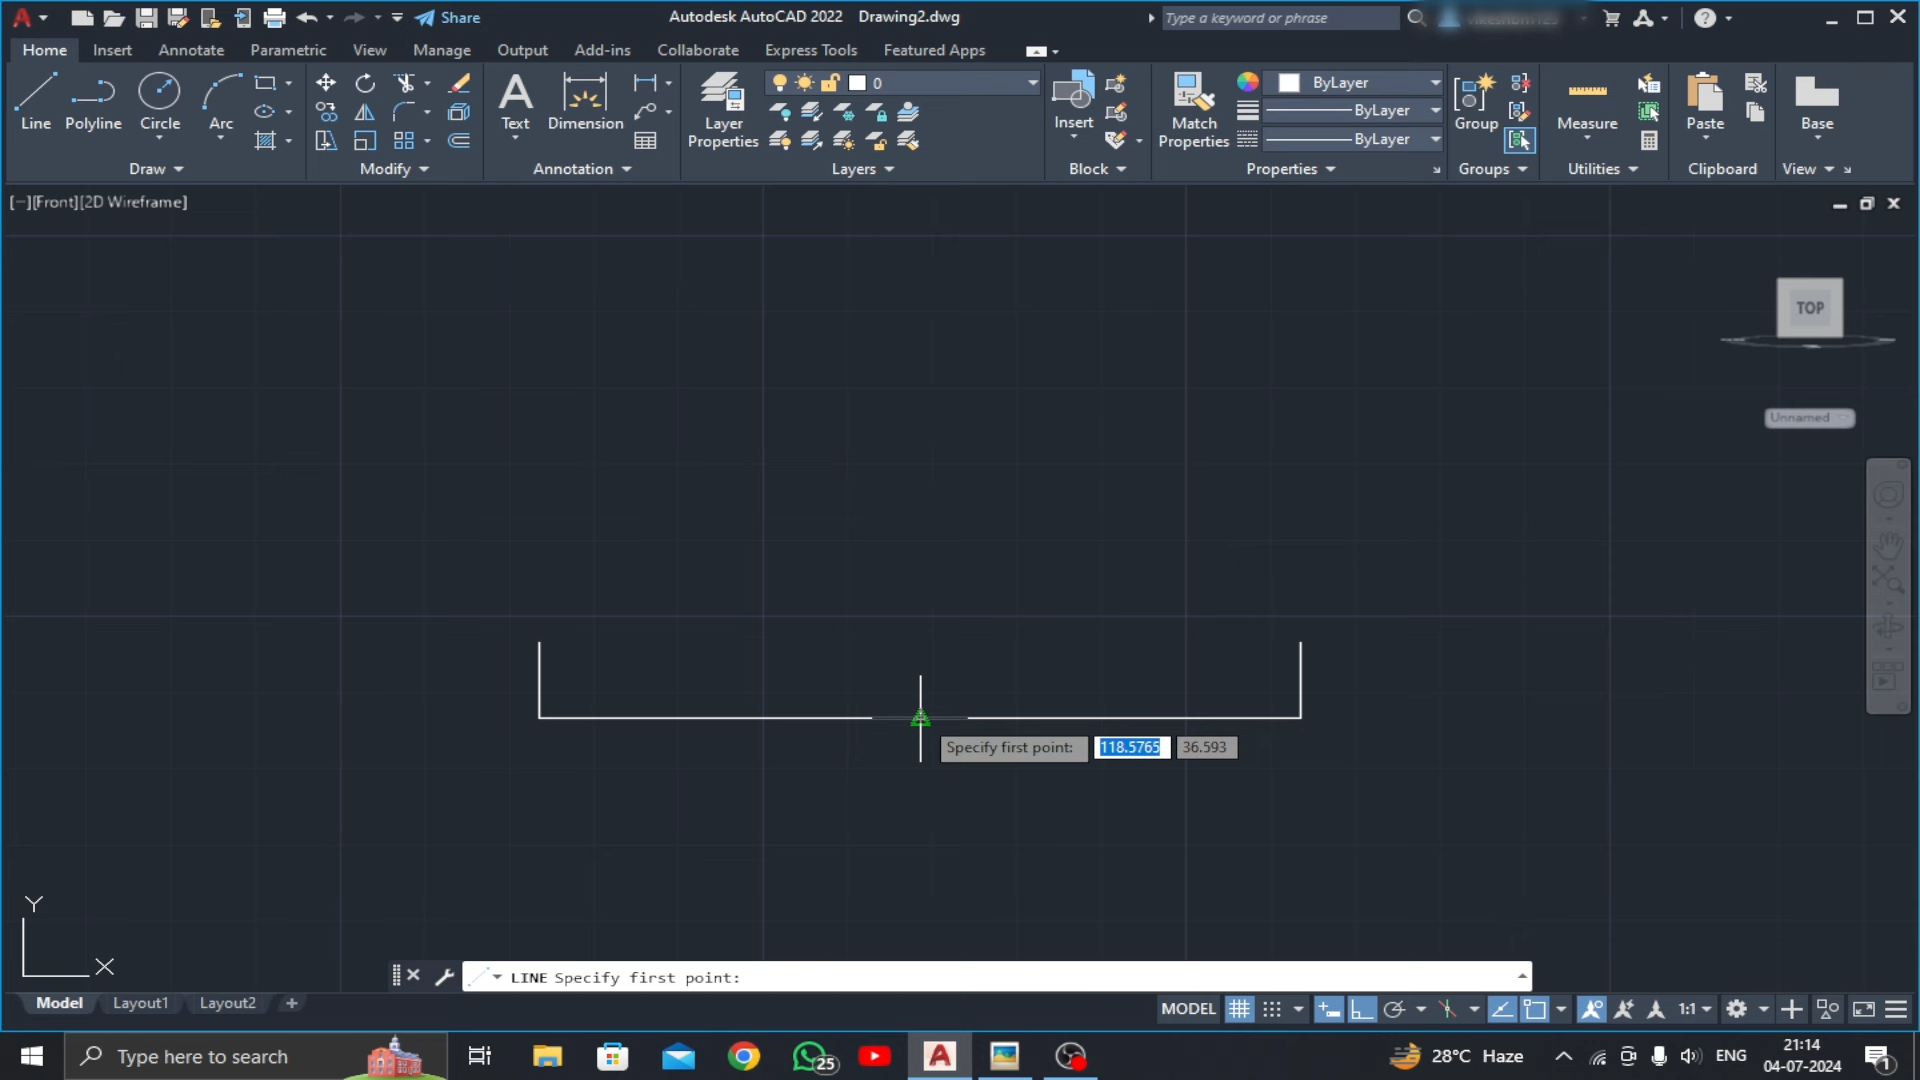 Share
Autodesk AutoCAD 2022 Drawing2.dwg
Type a keyword or phrase
Home Insert Annotate Parametric View Manage Output Add-ins Collaborate Express Tools Featured Apps
0
ByLayer
ByLayer
ByLayer
Line Polyline Circle Arc
Text Dimension
Layer Properties
Insert
Match Properties
Group
Measure
Paste
Base
Draw Modify Annotation Layers Block Properties Groups Utilities Clipboard View
[−][Front][2D Wireframe]
TOP
Unnamed
Specify first point: 118.5765 36.593
Y
X
LINE Specify first point:
Model Layout1 Layout2 +
MODEL 1:1
Type here to search
25
28°C Haze
ENG
21:14
04-07-2024
1